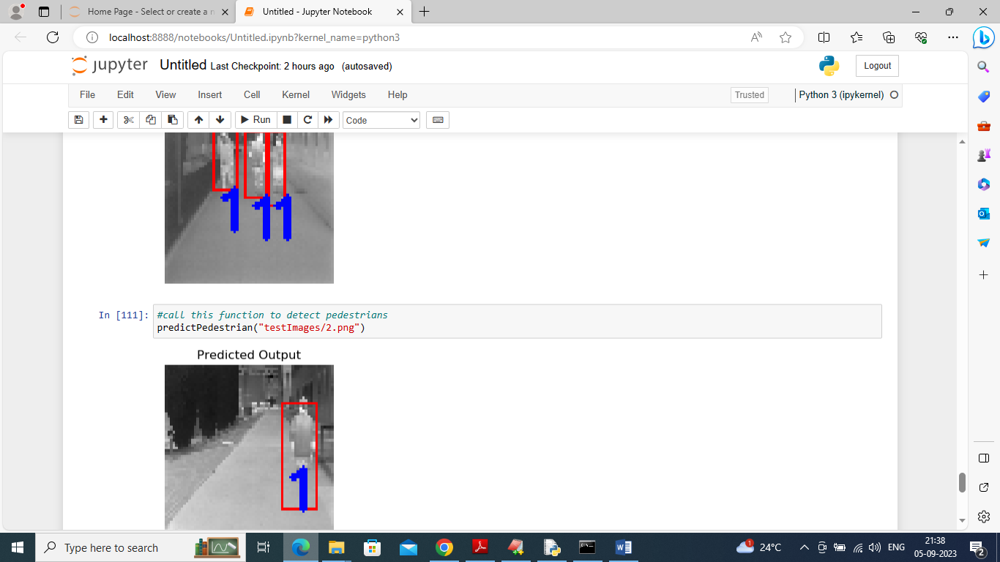 Home Page - Select or create a n
Untitled - Jupyter Notebook
localhost:8888/notebooks/Untitled.ipynb?kernel_name=python3
jupyter Untitled Last Checkpoint: 2 hours ago (autosaved)
Logout
File Edit View Insert Cell Kernel Widgets Help
Trusted
Python 3 (ipykernel)
Run
Code
1 1 1
In [111]: #call this function to detect pedestrians
predictPedestrian("testImages/2.png")
Predicted Output
1
Type here to search
1
24°C
ENG
21:38
05-09-2023
2